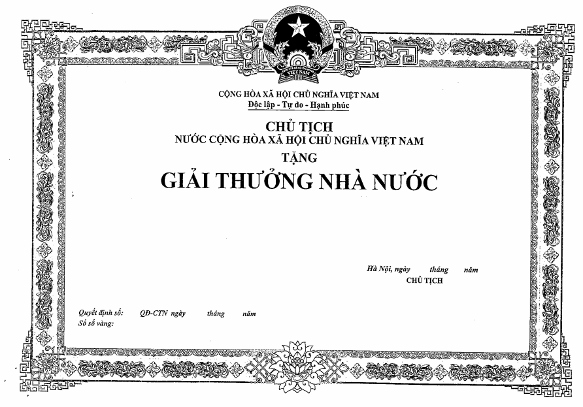 VIỆT NAM
CỘNG HÒA XÃ HỘI CHỦ NGHĨA VIỆT NAM
Độc lập - Tự do - Hạnh phúc
CHỦ TỊCH
NƯỚC CỘNG HÒA XÃ HỘI CHỦ NGHĨA VIỆT NAM
TẶNG
GIẢI THƯỞNG NHÀ NƯỚC
Hà Nội, ngày tháng năm
CHỦ TỊCH
Quyết định số: QĐ-CTN ngày tháng năm
Số sổ vàng: